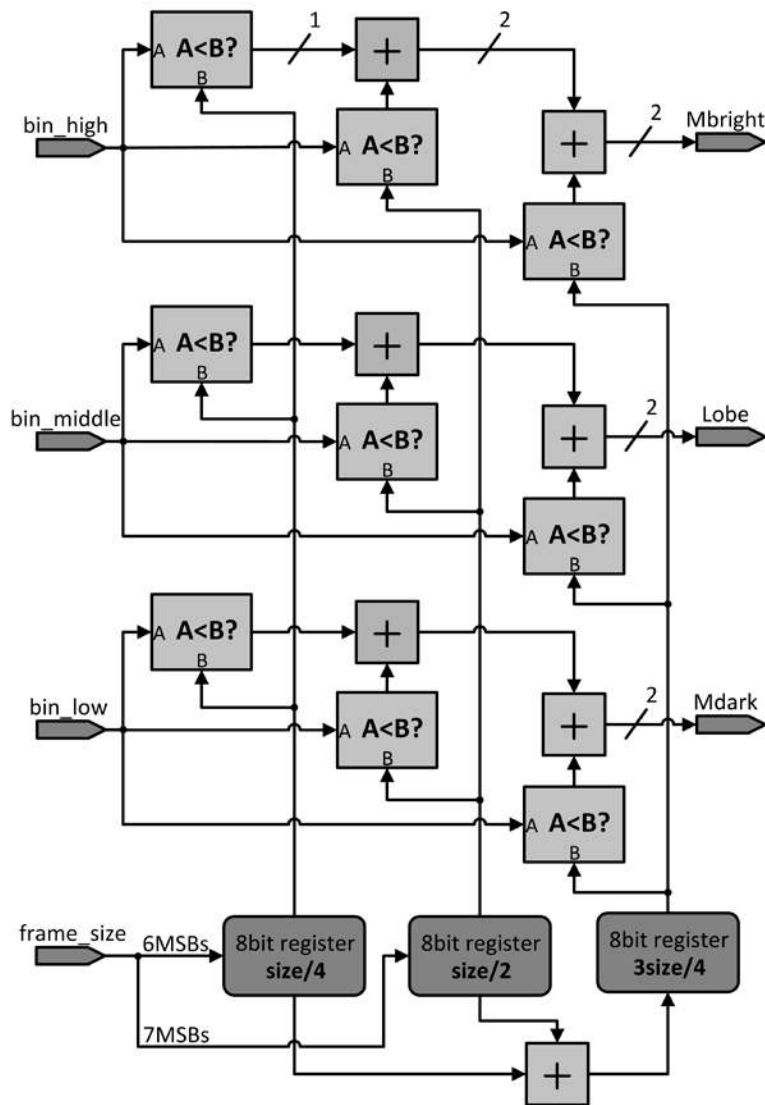 1
2
A<B?
A
B
+
bin_high
A<B?
A
B
2
Mbright
+
A<B?
A
B
A<B?
A
B
+
bin_middle
A<B?
A
B
2
Lobe
+
A<B?
A
B
A<B?
A
B
+
bin_low
A<B?
A
B
2
Mdark
+
A<B?
A
B
frame_size
6MSBs
7MSBs
8bit register
size/4
8bit register
size/2
8bit register
3size/4
+